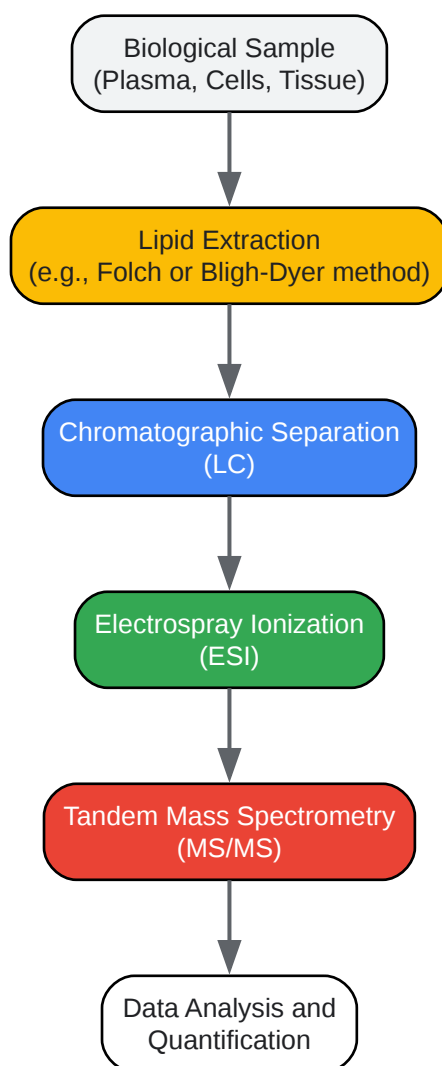 Biological Sample
(Plasma, Cells, Tissue)
Lipid Extraction
(e.g., Folch or Bligh-Dyer method)
Chromatographic Separation
(LC)
Electrospray Ionization
(ESI)
Tandem Mass Spectrometry
(MS/MS)
Data Analysis and
Quantification